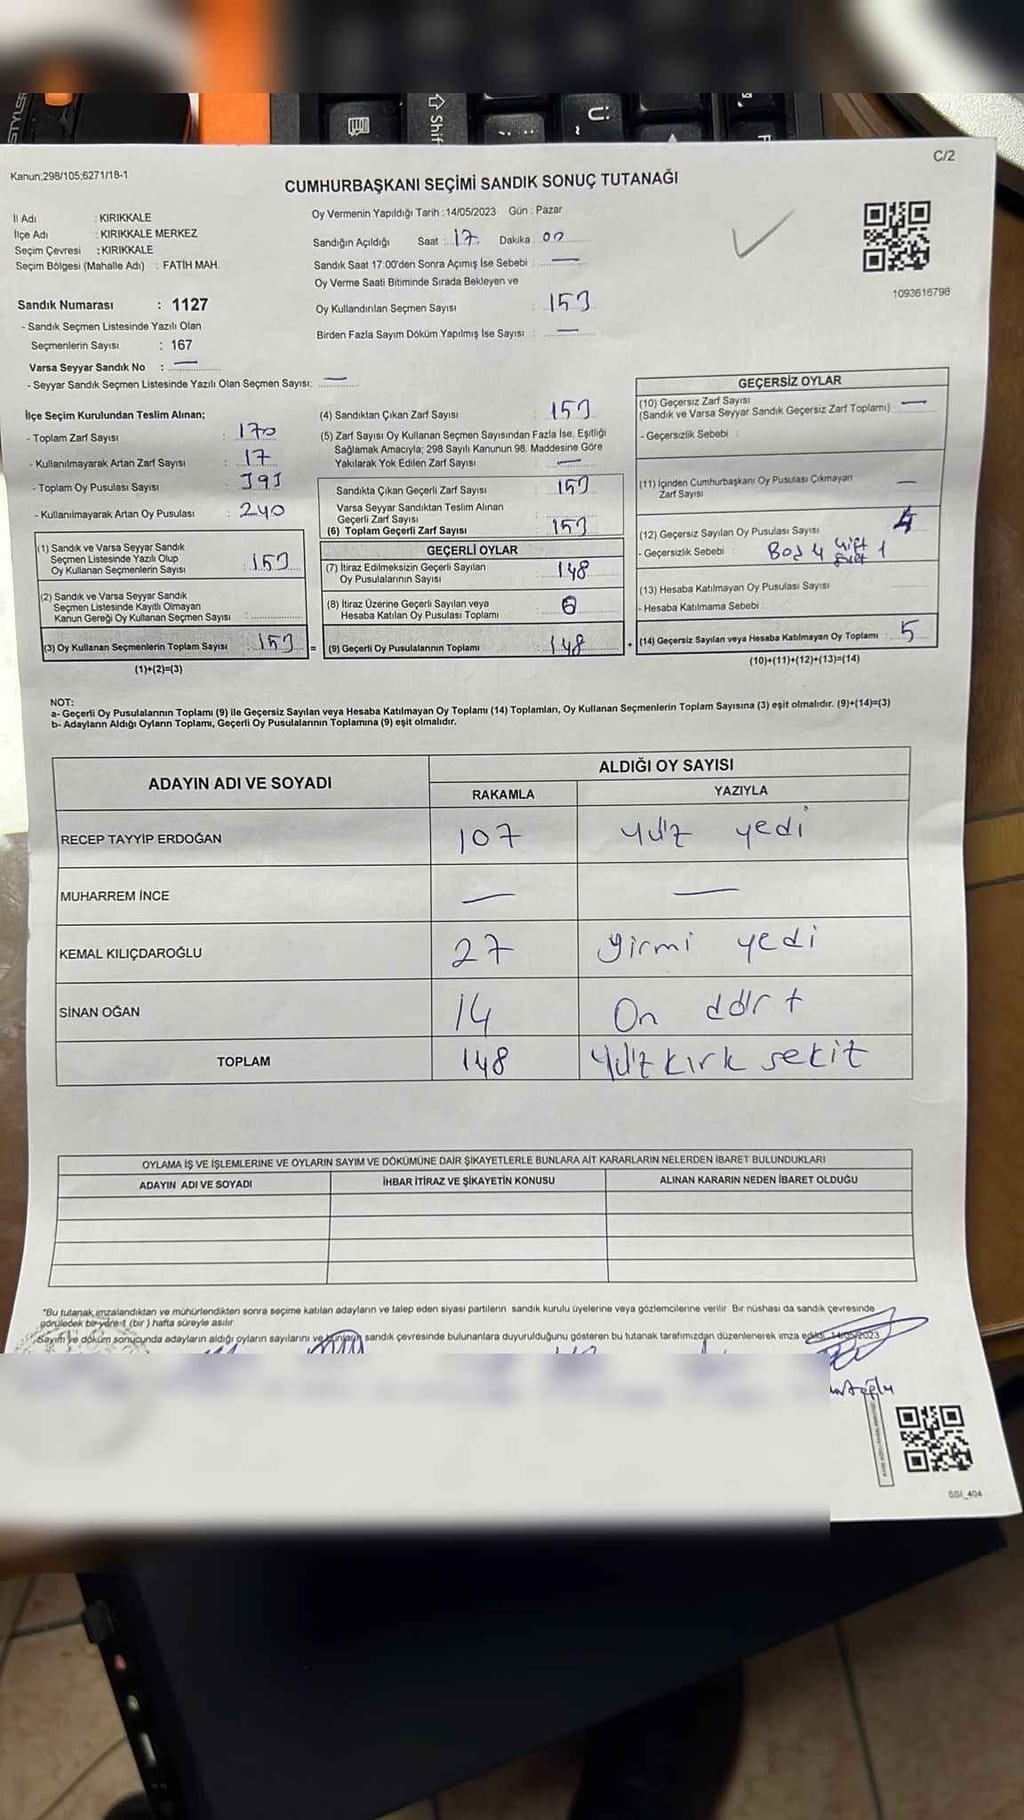 C/2
Kanun;298/105;6271/18-1
CUMHURBAŞKANI SEÇİMİ SANDIK SONUÇ TUTANAĞI
İl Adı : KIRIKKALE
İlçe Adı : KIRIKKALE MERKEZ
Seçim Çevresi : KIRIKKALE
Seçim Bölgesi (Mahalle Adı) : FATİH MAH.
Sandık Numarası : 1127
- Sandık Seçmen Listesinde Yazılı Olan
Seçmenlerin Sayısı : 167
Varsa Seyyar Sandık No : —
- Seyyar Sandık Seçmen Listesinde Yazılı Olan Seçmen Sayısı: —
Oy Vermenin Yapıldığı Tarih : 14/05/2023 Gün : Pazar
Sandığın Açıldığı Saat : 17 Dakika 00
Sandık Saat 17:00'den Sonra Açımış İse Sebebi : —
Oy Verme Saati Bitiminde Sırada Bekleyen ve
Oy Kullandırılan Seçmen Sayısı : 153
Birden Fazla Sayım Döküm Yapılmış İse Sayısı : —
1093616798
İlçe Seçim Kurulundan Teslim Alınan;
- Toplam Zarf Sayısı : 170
- Kullanılmayarak Artan Zarf Sayısı : 17
- Toplam Oy Pusulası Sayısı : 393
- Kullanılmayarak Artan Oy Pusulası : 240
(1) Sandık ve Varsa Seyyar Sandık
Seçmen Listesinde Yazılı Olup
Oy Kullanan Seçmenlerin Sayısı : 153
(2) Sandık ve Varsa Seyyar Sandık
Seçmen Listesinde Kayıtlı Olmayan
Kanun Gereği Oy Kullanan Seçmen Sayısı :
(3) Oy Kullanan Seçmenlerin Toplam Sayısı : 153 =
(1)+(2)=(3)
(4) Sandıktan Çıkan Zarf Sayısı : 153
(5) Zarf Sayısı Oy Kullanan Seçmen Sayısından Fazla İse, Eşitliği
Sağlamak Amacıyla; 298 Sayılı Kanunun 98. Maddesine Göre
Yakılarak Yok Edilen Zarf Sayısı : —
Sandıkta Çıkan Geçerli Zarf Sayısı : 153
Varsa Seyyar Sandıktan Teslim Alınan
Geçerli Zarf Sayısı :
(6) Toplam Geçerli Zarf Sayısı : 153
GEÇERLİ OYLAR
(7) İtiraz Edilmeksizin Geçerli Sayılan
Oy Pusulalarının Sayısı : 148
(8) İtiraz Üzerine Geçerli Sayılan veya
Hesaba Katılan Oy Pusulası Toplamı :
(9) Geçerli Oy Pusulalarının Toplamı : 148 +
GEÇERSİZ OYLAR
(10) Geçersiz Zarf Sayısı —
(Sandık ve Varsa Seyyar Sandık Geçersiz Zarf Toplamı)
- Geçersizlik Sebebi :
(11) İçinden Cumhurbaşkanı Oy Pusulası Çıkmayan
Zarf Sayısı —
(12) Geçersiz Sayılan Oy Pusulası Sayısı :
- Geçersizlik Sebebi : Boş 4 çift 1
(13) Hesaba Katılmayan Oy Pusulası Sayısı :
- Hesaba Katılmama Sebebi :
(14) Geçersiz Sayılan veya Hesaba Katılmayan Oy Toplamı : 5
(10)+(11)+(12)+(13)=(14)
NOT:
a- Geçerli Oy Pusulalarının Toplamı (9) ile Geçersiz Sayılan veya Hesaba Katılmayan Oy Toplamı (14) Toplamları, Oy Kullanan Seçmenlerin Toplam Sayısına (3) eşit olmalıdır. (9)+(14)=(3)
b- Adayların Aldığı Oyların Toplamı, Geçerli Oy Pusulalarının Toplamına (9) eşit olmalıdır.
ADAYIN ADI VE SOYADI
ALDIĞI OY SAYISI
RAKAMLA YAZIYLA
RECEP TAYYİP ERDOĞAN 107 Yüz yedi
MUHARREM İNCE — —
KEMAL KILIÇDAROĞLU 27 Yirmi yedi
SİNAN OĞAN 14 On dört
TOPLAM 148 Yüz kırk sekiz
OYLAMA İŞ VE İŞLEMLERİNE VE OYLARIN SAYIM VE DÖKÜMÜNE DAİR ŞİKAYETLERLE BUNLARA AİT KARARLARIN NELERDEN İBARET BULUNDUKLARI
ADAYIN ADI VE SOYADI İHBAR İTİRAZ VE ŞİKAYETİN KONUSU ALINAN KARARIN NEDEN İBARET OLDUĞU
*Bu tutanak imzalandıktan ve mühürlendikten sonra seçime katılan adayların ve talep eden siyasi partilerin sandık kurulu üyelerine veya gözlemcilerine verilir. Bir nüshası da sandık çevresinde
görülecek bir yere 1 (bir) hafta süreyle asılır.
Sayım ve döküm sonucunda adayların aldığı oyların sayılarını ve bunların sandık çevresinde bulunanlara duyurulduğunu gösteren bu tutanak tarafımızdan düzenlenerek imza edildi. 14/05/2023
SSI_404
STYLER
Shif
Ü